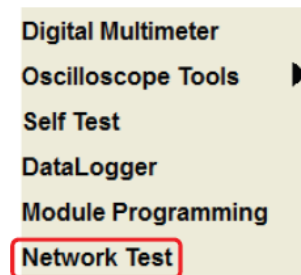 Digital Multimeter
Oscilloscope Tools
Self Test
DataLogger
Module Programming
Network Test